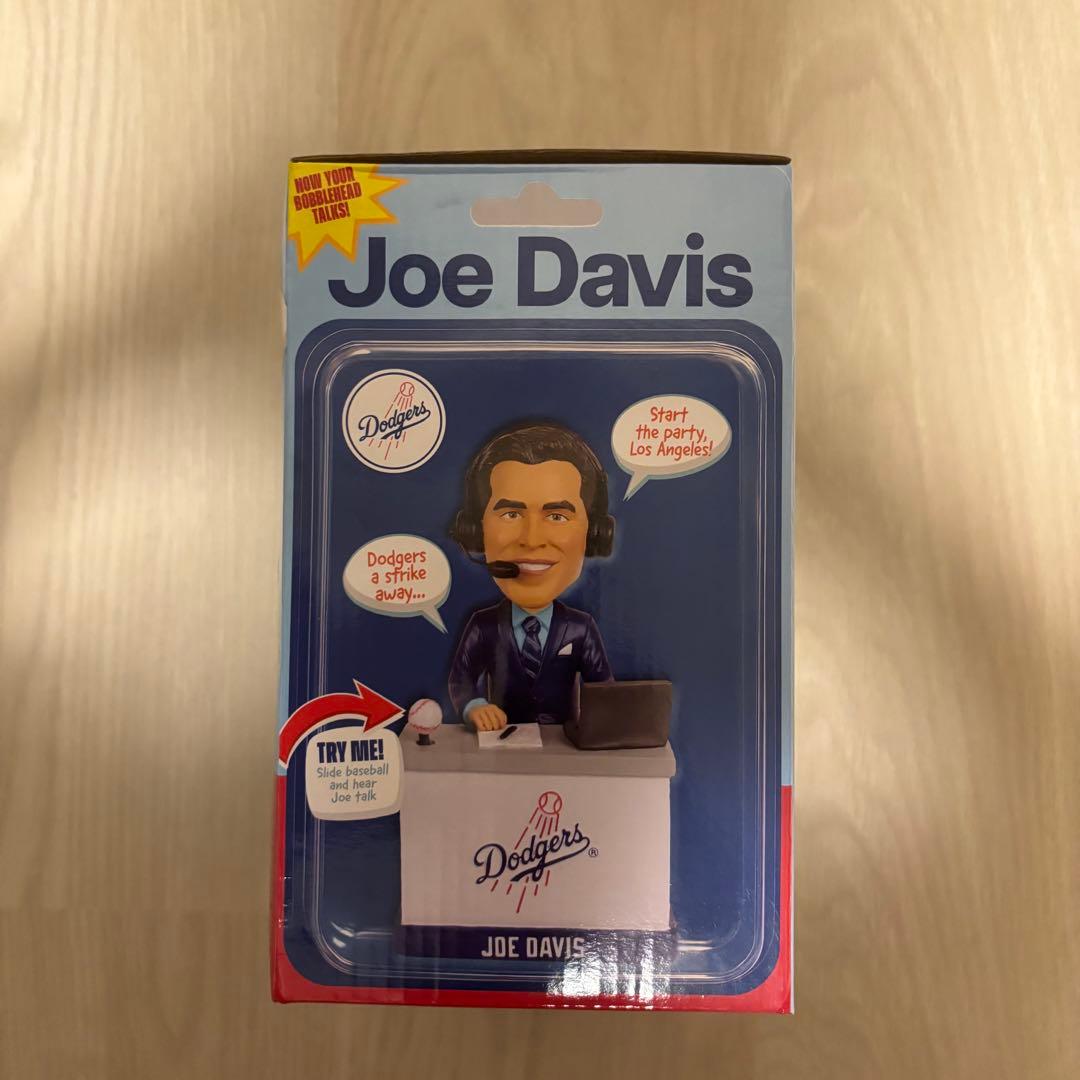 NOW YOUR
BOBBLEHEAD
TALKS!
Joe Davis
Dodgers
Start
the party,
Los Angeles!
Dodgers
a strike
away...
TRY ME!
Slide baseball
and hear
Joe talk
Dodgers
®
JOE DAVIS